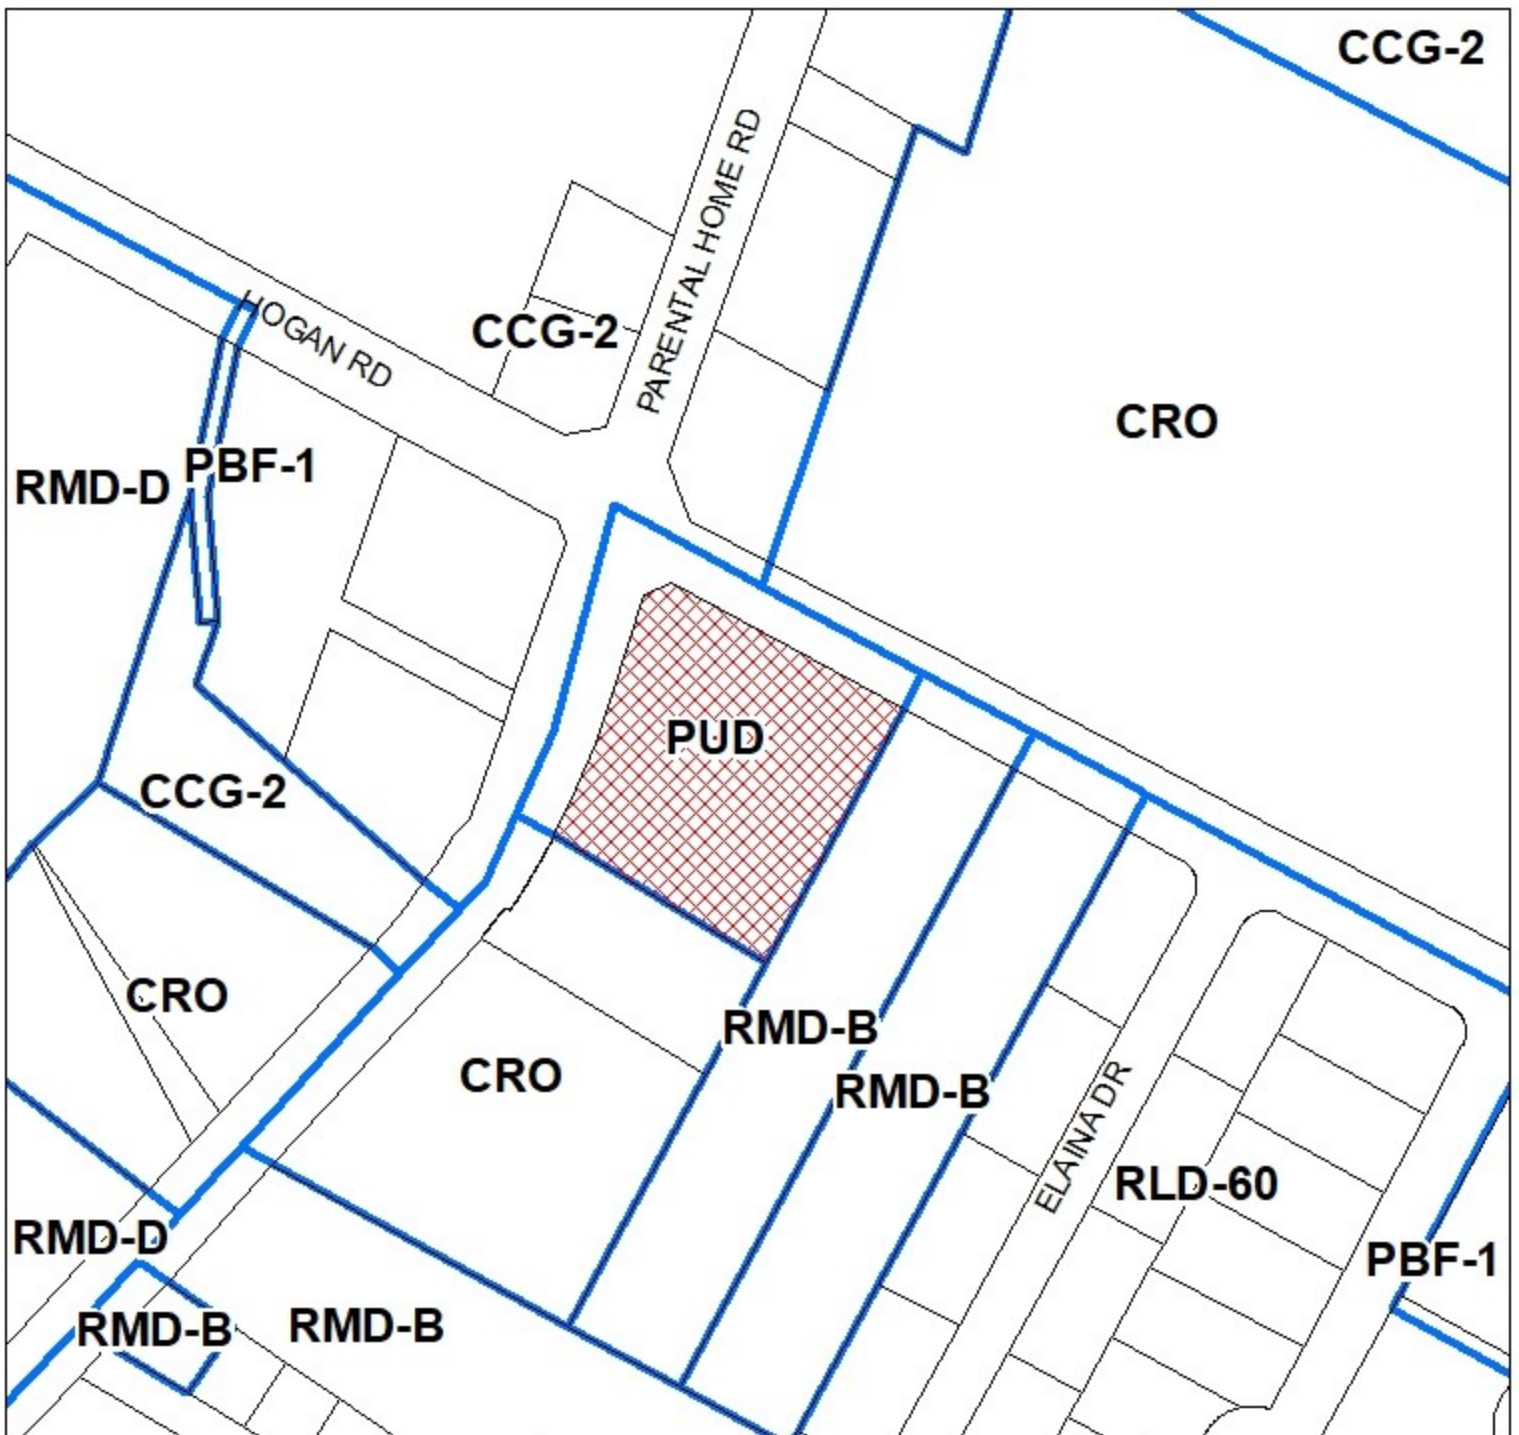 CCG-2
PARENTAL HOME RD
HOGAN RD
CCG-2
CRO
PBF-1
RMD-D
PUD
CCG-2
CRO
RMD-B
CRO
RMD-B
ELAINA DR
RLD-60
RMD-D
PBF-1
RMD-B
RMD-B